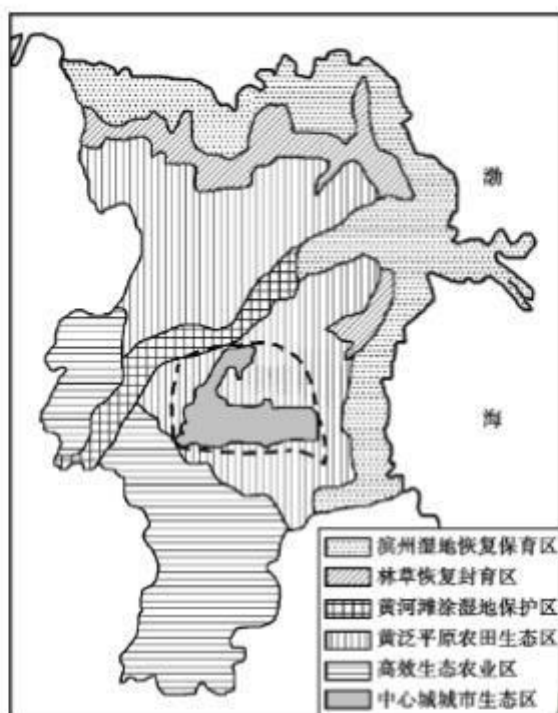 渤
海
滨州湿地恢复保育区
林草恢复封育区
黄河滩涂湿地保护区
黄泛平原农田生态区
高效生态农业区
中心城城市生态区